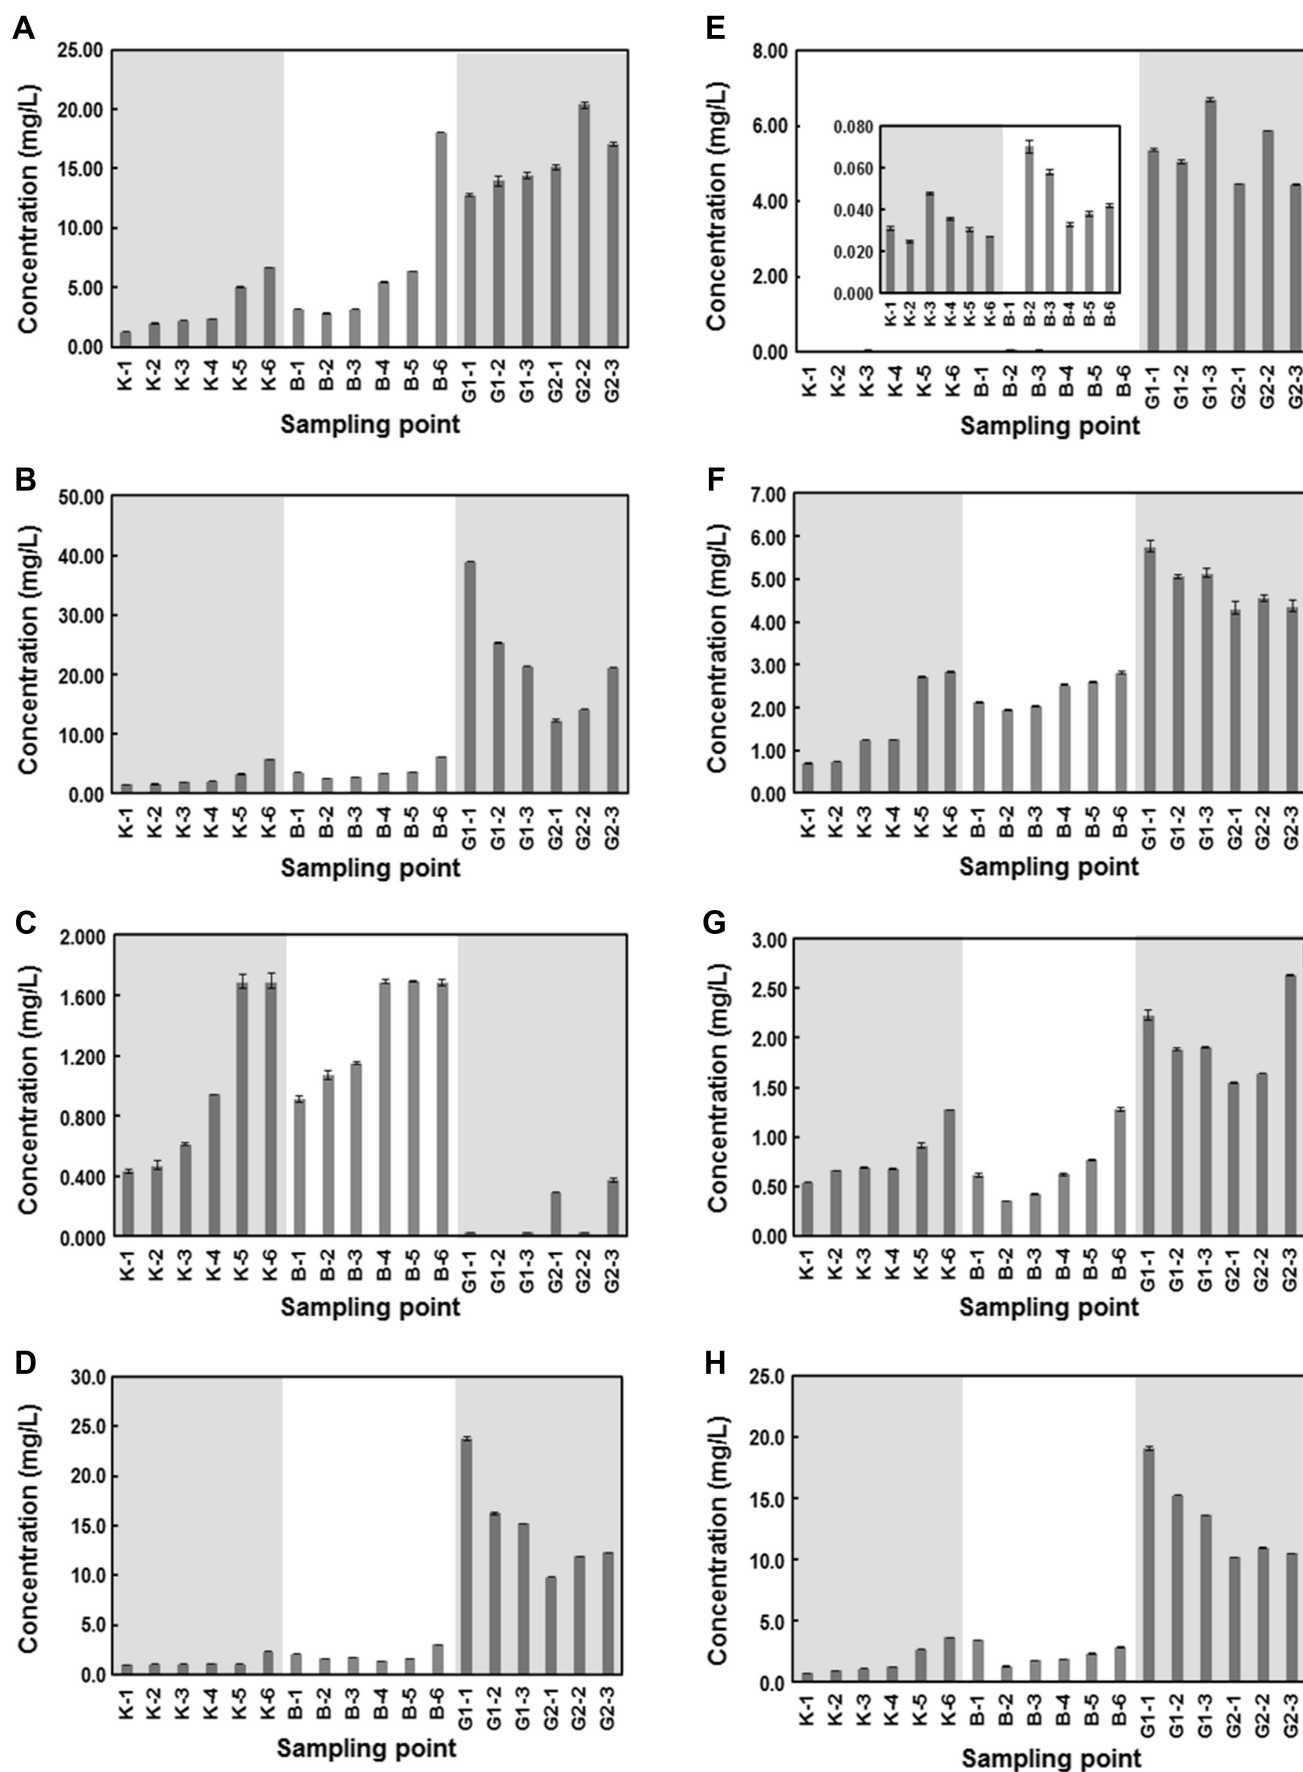 A
Concentration (mg/L)
25.00
20.00
15.00
10.00
5.00
0.00
K-1 K-2 K-3 K-4 K-5 K-6 B-1 B-2 B-3 B-4 B-5 B-6 G1-1 G1-2 G1-3 G2-1 G2-2 G2-3
Sampling point
E
Concentration (mg/L)
8.00
6.00
4.00
2.00
0.00
0.080
0.060
0.040
0.020
0.000
K-1 K-2 K-3 K-4 K-5 K-6 B-1 B-2 B-3 B-4 B-5 B-6
K-1 K-2 K-3 K-4 K-5 K-6 B-1 B-2 B-3 B-4 B-5 B-6 G1-1 G1-2 G1-3 G2-1 G2-2 G2-3
Sampling point
B
Concentration (mg/L)
50.00
40.00
30.00
20.00
10.00
0.00
K-1 K-2 K-3 K-4 K-5 K-6 B-1 B-2 B-3 B-4 B-5 B-6 G1-1 G1-2 G1-3 G2-1 G2-2 G2-3
Sampling point
F
Concentration (mg/L)
7.00
6.00
5.00
4.00
3.00
2.00
1.00
0.00
K-1 K-2 K-3 K-4 K-5 K-6 B-1 B-2 B-3 B-4 B-5 B-6 G1-1 G1-2 G1-3 G2-1 G2-2 G2-3
Sampling point
C
Concentration (mg/L)
2.000
1.600
1.200
0.800
0.400
0.000
K-1 K-2 K-3 K-4 K-5 K-6 B-1 B-2 B-3 B-4 B-5 B-6 G1-1 G1-2 G1-3 G2-1 G2-2 G2-3
Sampling point
G
Concentration (mg/L)
3.00
2.50
2.00
1.50
1.00
0.50
0.00
K-1 K-2 K-3 K-4 K-5 K-6 B-1 B-2 B-3 B-4 B-5 B-6 G1-1 G1-2 G1-3 G2-1 G2-2 G2-3
Sampling point
D
Concentration (mg/L)
30.0
25.0
20.0
15.0
10.0
5.0
0.0
K-1 K-2 K-3 K-4 K-5 K-6 B-1 B-2 B-3 B-4 B-5 B-6 G1-1 G1-2 G1-3 G2-1 G2-2 G2-3
Sampling point
H
Concentration (mg/L)
25.0
20.0
15.0
10.0
5.0
0.0
K-1 K-2 K-3 K-4 K-5 K-6 B-1 B-2 B-3 B-4 B-5 B-6 G1-1 G1-2 G1-3 G2-1 G2-2 G2-3
Sampling point